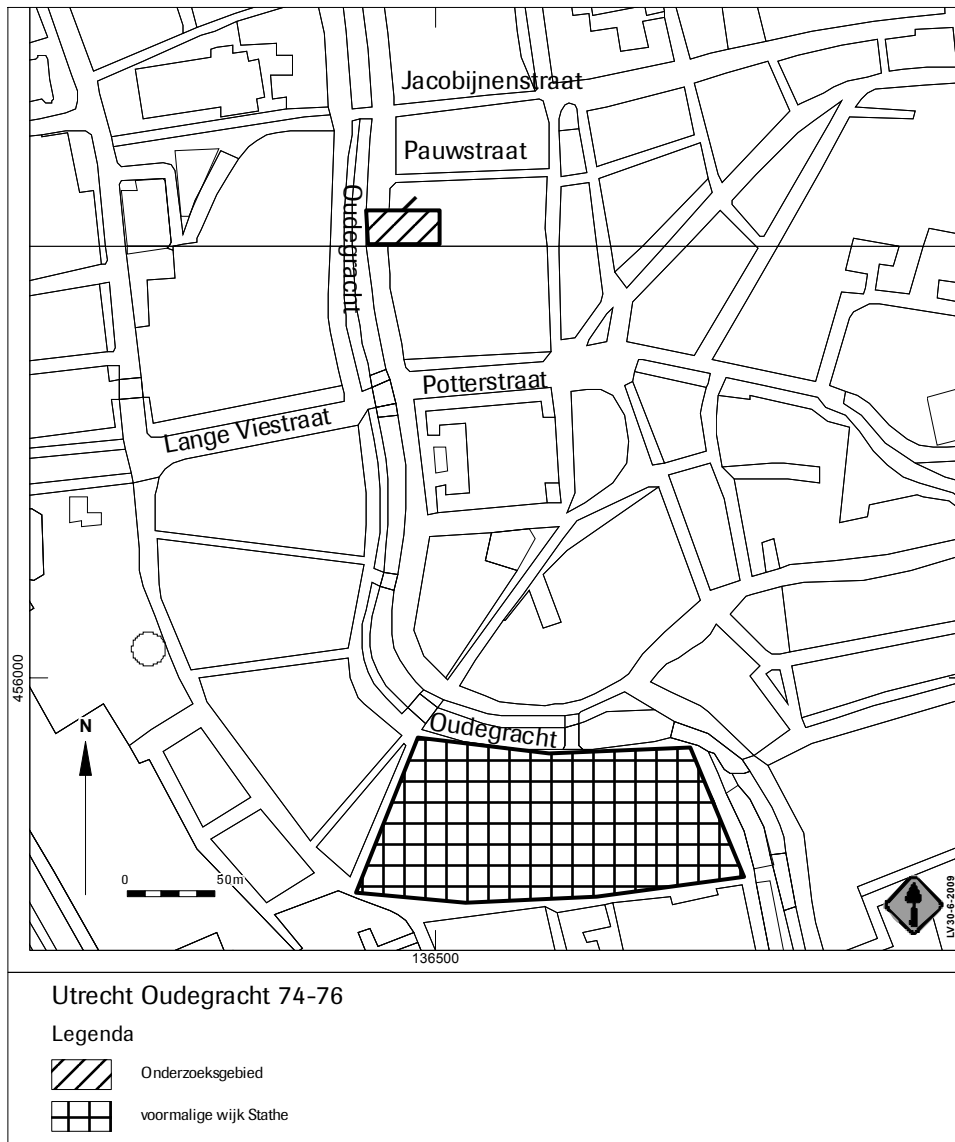 Jacobijnenstraat
Pauwstraat
Oudegracht
Potterstraat
Lange Viestraat
456000
Oudegracht
N
0 50m
LV30-6-2009
136500
Utrecht Oudegracht 74-76
Legenda
Onderzoeksgebied
voormalige wijk Stathe